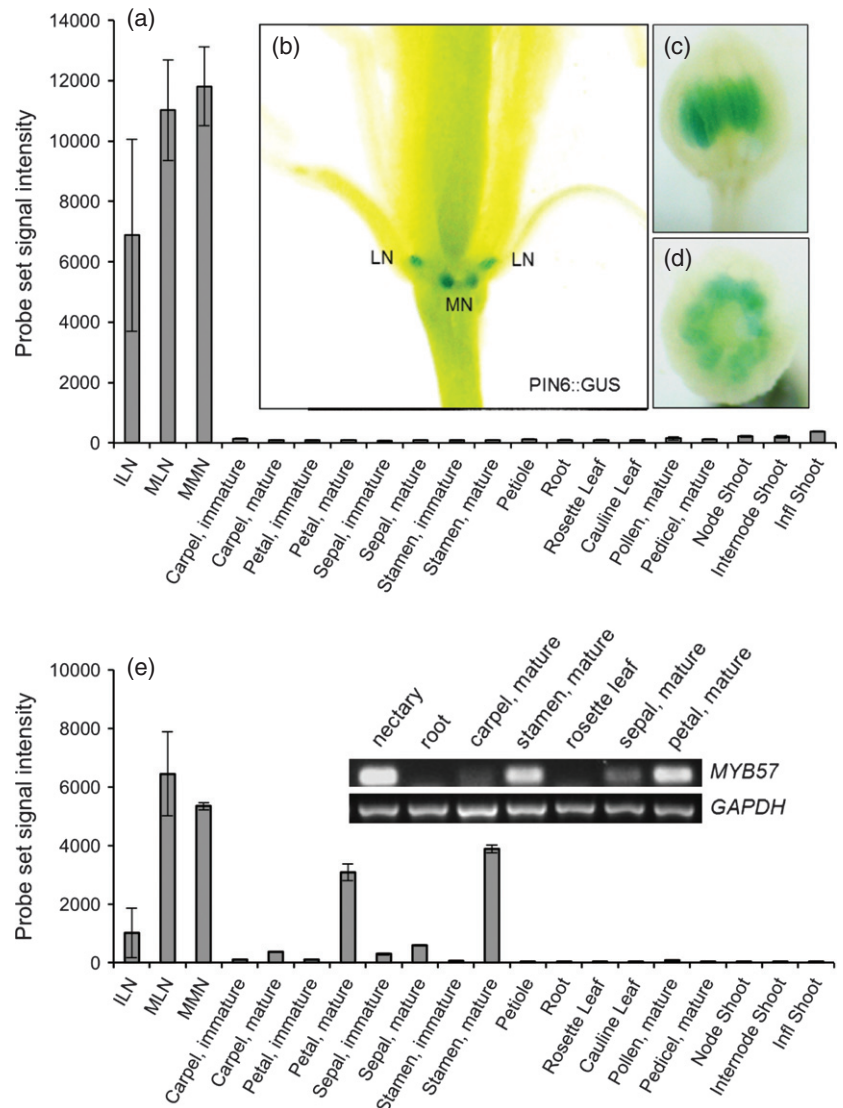 (a)
14000
12000
10000
8000
6000
4000
2000
0
Probe set signal intensity
(b)
LN
LN
MN
PIN6::GUS
(c)
(d)
ILN
MLN
MMN
Carpel, immature
Carpel, mature
Petal, immature
Petal, mature
Sepal, immature
Sepal, mature
Stamen, immature
Stamen, mature
Petiole
Root
Rosette Leaf
Cauline Leaf
Pollen, mature
Pedicel, mature
Node Shoot
Internode Shoot
Infl Shoot
(e)
10000
8000
6000
4000
2000
0
Probe set signal intensity
nectary
root
carpel, mature
stamen, mature
rosette leaf
sepal, mature
petal, mature
MYB57
GAPDH
ILN
MLN
MMN
Carpel, immature
Carpel, mature
Petal, immature
Petal, mature
Sepal, immature
Sepal, mature
Stamen, immature
Stamen, mature
Petiole
Root
Rosette Leaf
Cauline Leaf
Pollen, mature
Pedicel, mature
Node Shoot
Internode Shoot
Infl Shoot